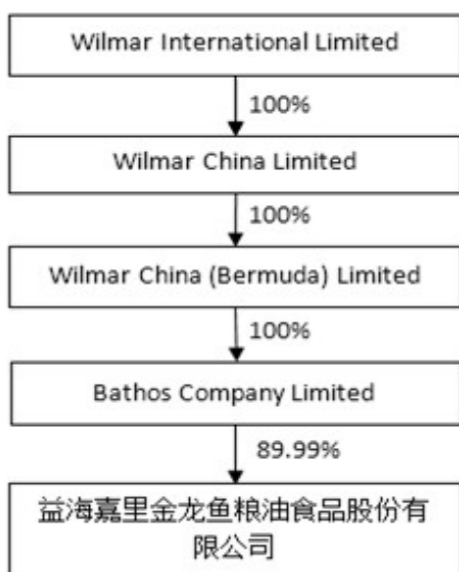 Wilmar International Limited
100%
Wilmar China Limited
100%
Wilmar China (Bermuda) Limited
100%
Bathos Company Limited
89.99%
益海嘉里金龙鱼粮油食品股份有
限公司